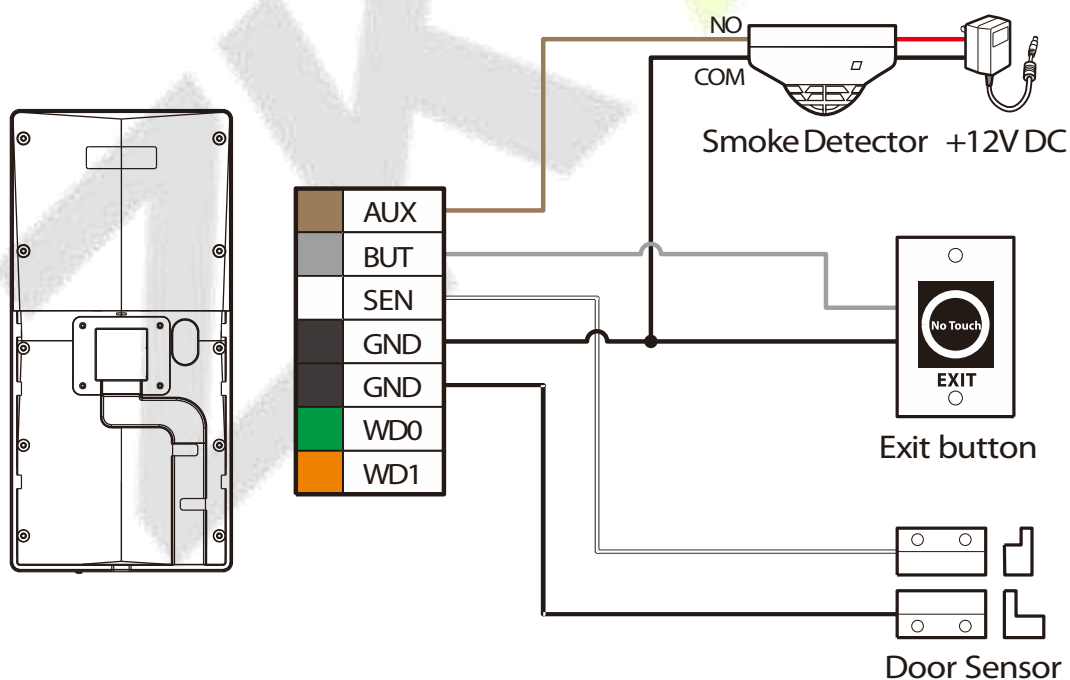 NO
COM
Smoke Detector +12V DC
AUX
BUT
SEN
GND
GND
WD0
WD1
No Touch
EXIT
Exit button
Door Sensor